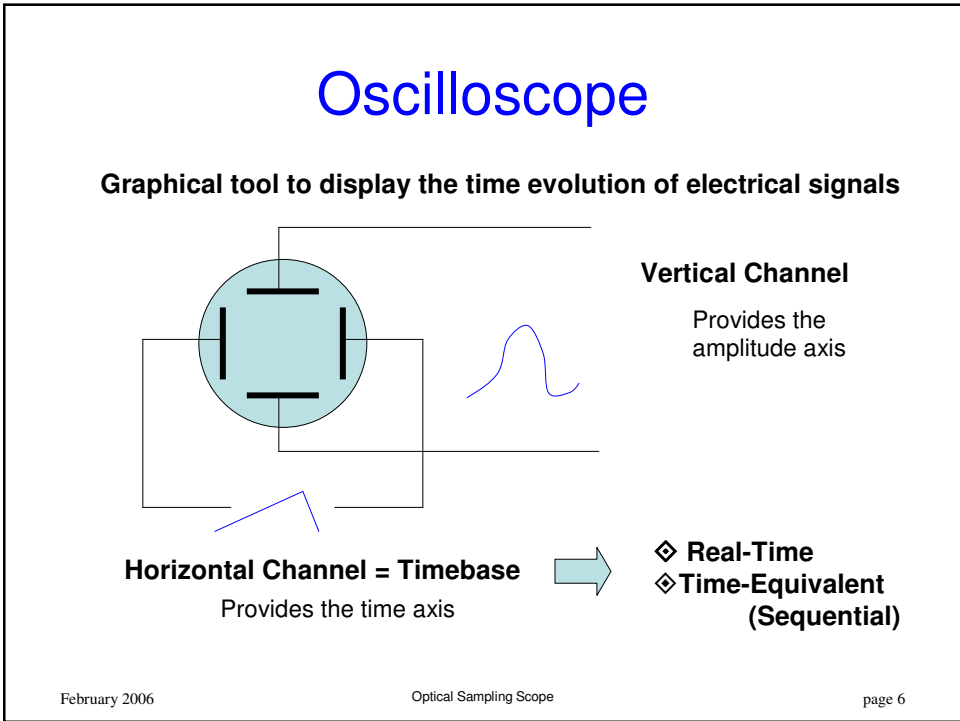 Oscilloscope
Graphical tool to display the time evolution of electrical signals
Vertical Channel
Provides the
amplitude axis
Horizontal Channel = Timebase
Provides the time axis
Real-Time
Time-Equivalent
(Sequential)
February 2006
Optical Sampling Scope
page 6